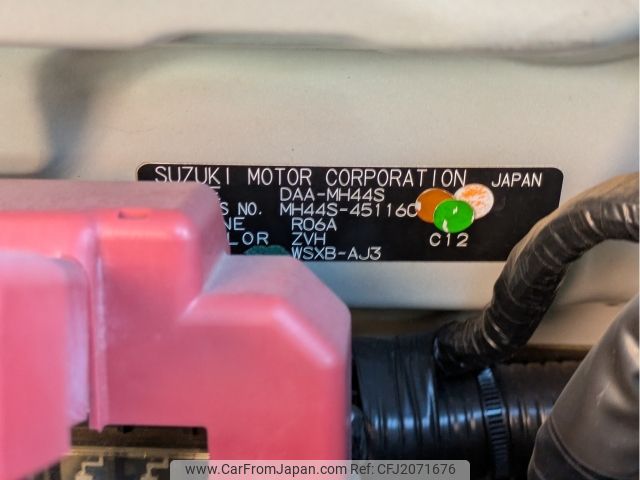 SUZUKI MOTOR CORPORATION JAPAN
DAA-MH44S
S NO. MH44S-45116
NE R06A
LOR ZVH C12
WSXB-AJ3
www.CarFromJapan.com Ref:CFJ2071676